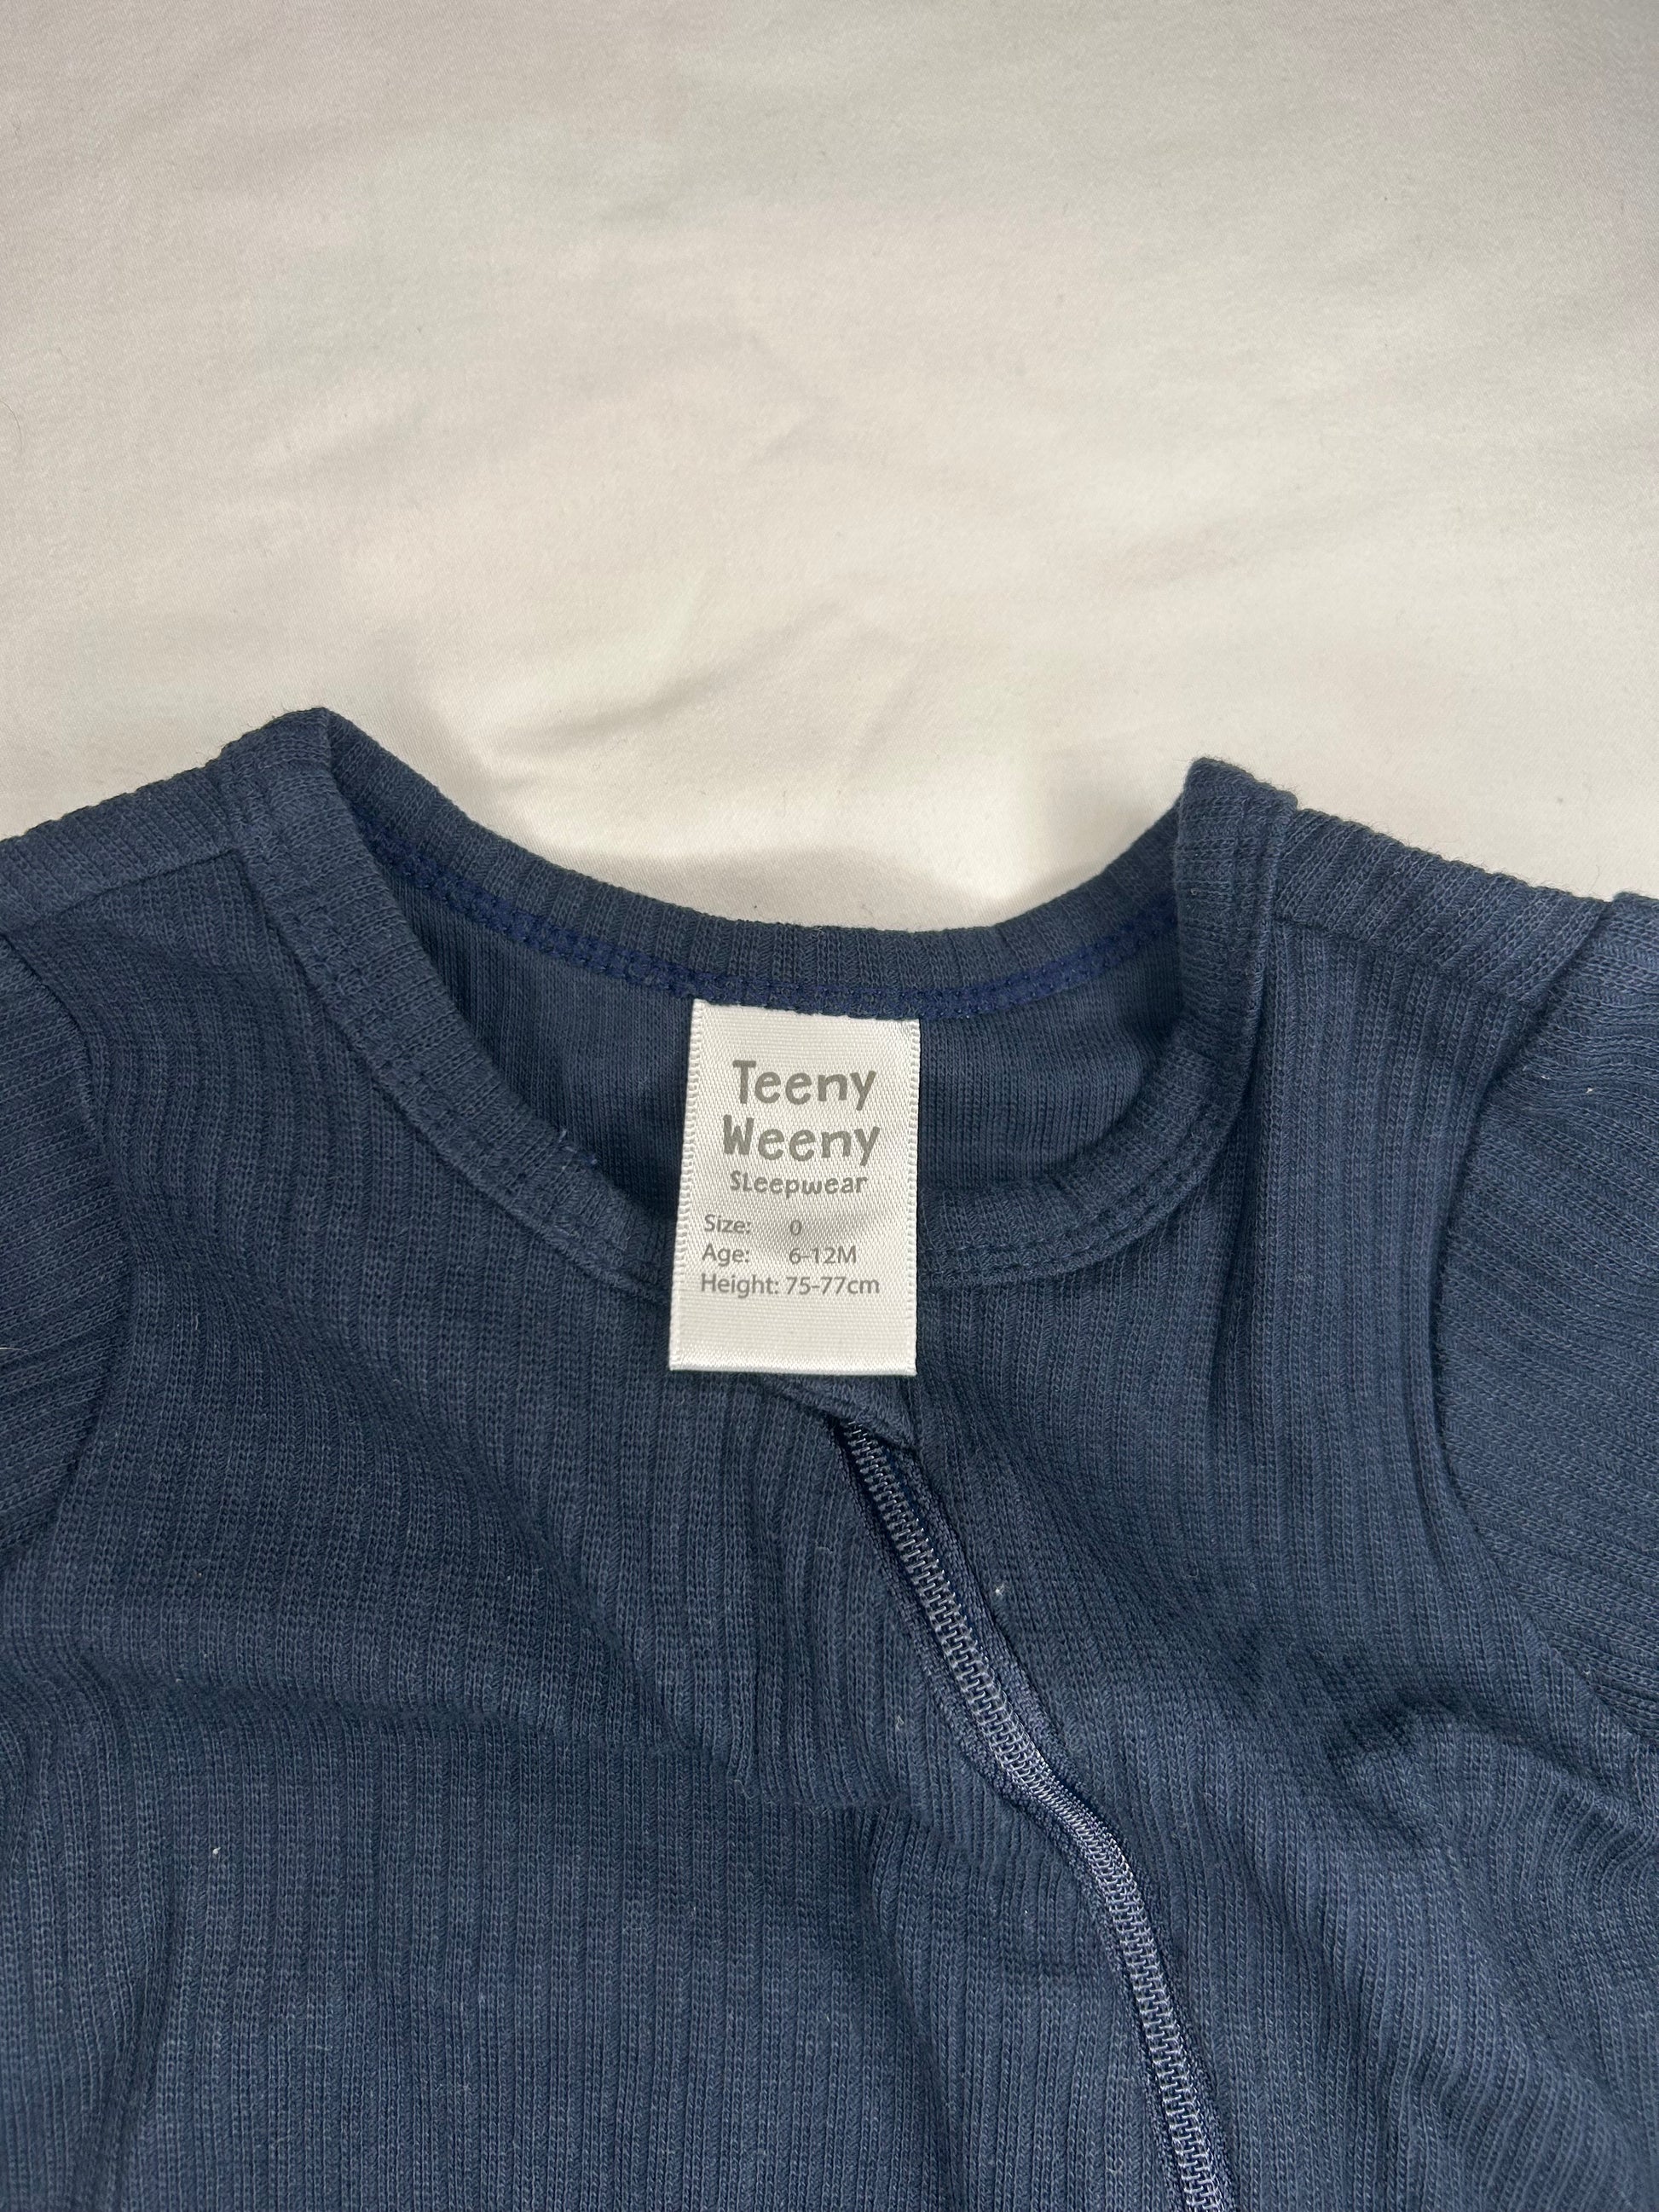 Teeny
Weeny
Sleepwear
Size: 0
Age: 6-12M
Height: 75-77cm